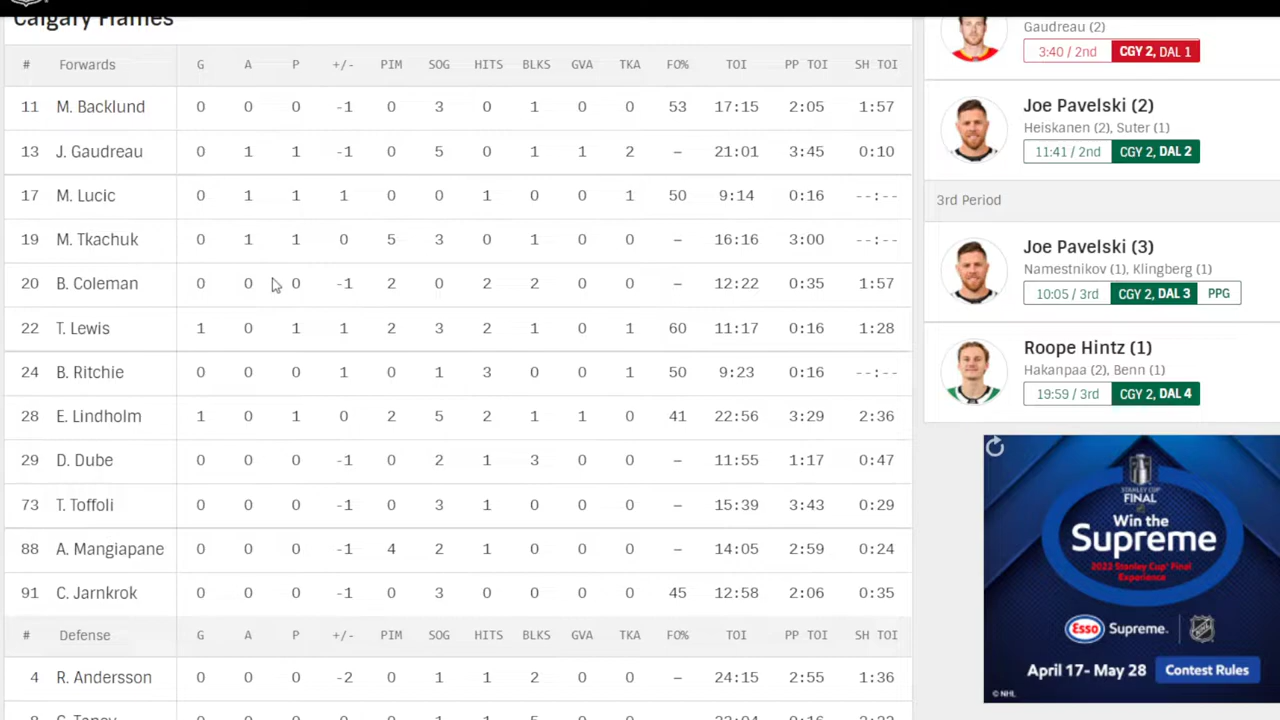 Calgary Flames
# Forwards G A P +/- PIM SOG HITS BLKS GVA TKA FO% TOI PP TOI SH TOI
11 M. Backlund 0 0 0 -1 0 3 0 1 0 0 53 17:15 2:05 1:57
13 J. Gaudreau 0 1 1 -1 0 5 0 1 1 2 – 21:01 3:45 0:10
17 M. Lucic 0 1 1 1 0 0 1 0 0 1 50 9:14 0:16 --:--
19 M. Tkachuk 0 1 1 0 5 3 0 1 0 0 – 16:16 3:00 --:--
20 B. Coleman 0 0 0 -1 2 0 2 2 0 0 – 12:22 0:35 1:57
22 T. Lewis 1 0 1 1 2 3 2 1 0 1 60 11:17 0:16 1:28
24 B. Ritchie 0 0 0 1 0 1 3 0 0 1 50 9:23 0:16 --:--
28 E. Lindholm 1 0 1 0 2 5 2 1 1 0 41 22:56 3:29 2:36
29 D. Dube 0 0 0 -1 0 2 1 3 0 0 – 11:55 1:17 0:47
73 T. Toffoli 0 0 0 -1 0 3 1 0 0 0 – 15:39 3:43 0:29
88 A. Mangiapane 0 0 0 -1 4 2 1 0 0 0 – 14:05 2:59 0:24
91 C. Jarnkrok 0 0 0 -1 0 3 0 0 0 0 45 12:58 2:06 0:35
# Defense G A P +/- PIM SOG HITS BLKS GVA TKA FO% TOI PP TOI SH TOI
4 R. Andersson 0 0 0 -2 0 1 0 2 0 0 – 24:15 2:55 1:36
Gaudreau (2)
3:40 / 2nd CGY 2, DAL 1
Joe Pavelski (2)
Heiskanen (2), Suter (1)
11:41 / 2nd CGY 2, DAL 2
3rd Period
Joe Pavelski (3)
Namestnikov (1), Klingberg (1)
10:05 / 3rd CGY 2, DAL 3 PPG
Roope Hintz (1)
Hakanpaa (2), Benn (1)
19:59 / 3rd CGY 2, DAL 4
STANLEY CUP
FINAL
Win the
Supreme
2022 Stanley Cup® Final
Experience
Esso Supreme. NHL
April 17- May 28 Contest Rules
© NHL